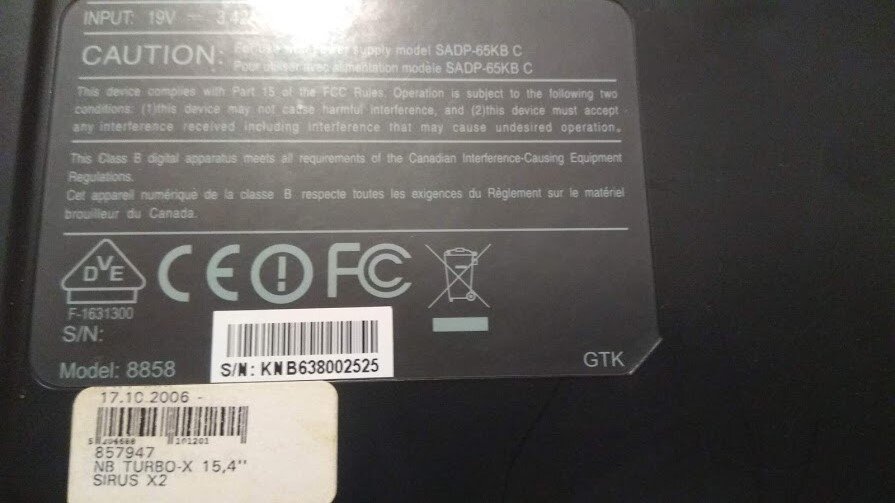 INPUT: 19V ⎓ 3.42
CAUTION: For use with power supply model SADP-65KB C
Pour utiliser avec alimentation modèle SADP-65KB C
This device complies with Part 15 of the FCC Rules. Operation is subject to the following two
conditions: (1)this device may not cause harmful interference, and (2)this device must accept
any interference received including interference that may cause undesired operation.
This Class B digital apparatus meets all requirements of the Canadian Interference-Causing Equipment
Regulations.
Cet appareil numérique de la classe B respecte toutes les exigences du Règlement sur le matériel
brouilleur du Canada.
DVE CE FC
F-1631300
S/N:
S/N: KNB638002525
Model: 8858
GTK
17.10.2006 -
857947
NB TURBO-X 15,4"
SIRUS X2